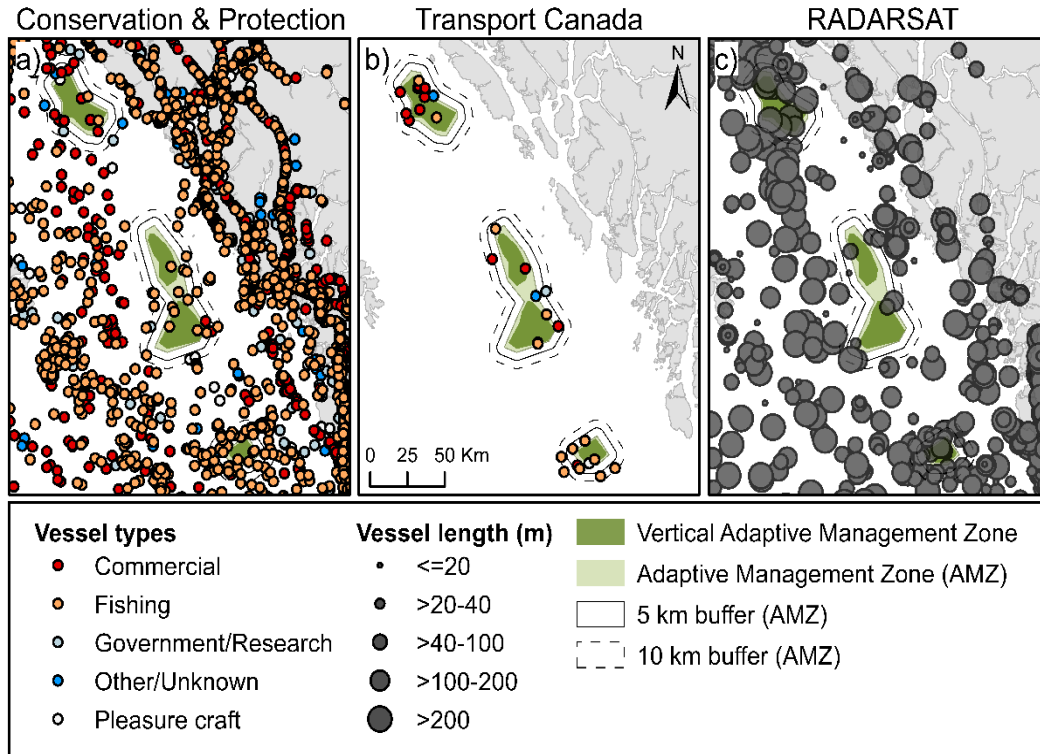 Conservation & Protection
Transport Canada
RADARSAT
a)
b)
N
c)
0 25 50 Km
Vessel types
Commercial
Fishing
Government/Research
Other/Unknown
Pleasure craft
Vessel length (m)
<=20
>20-40
>40-100
>100-200
>200
Vertical Adaptive Management Zone
Adaptive Management Zone (AMZ)
5 km buffer (AMZ)
10 km buffer (AMZ)